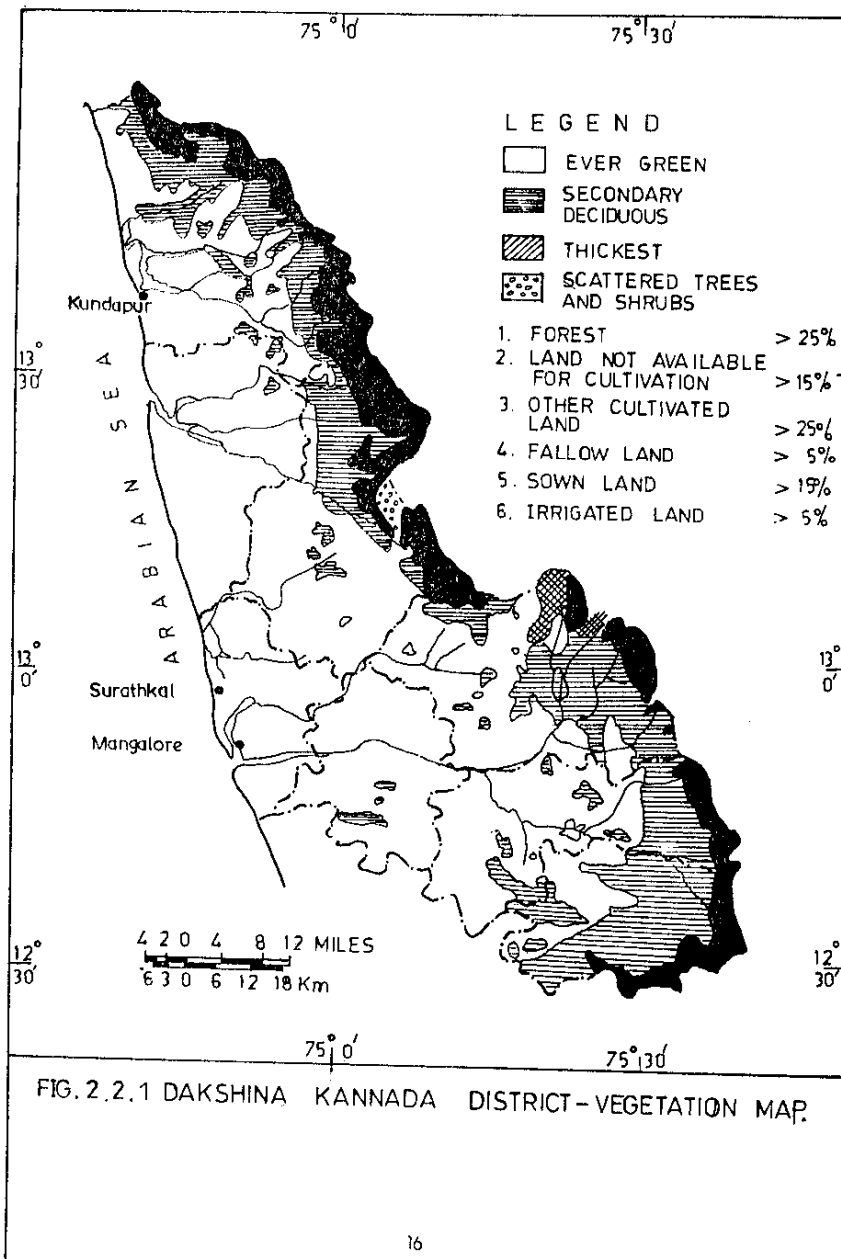 75° 0′ 75° 30′
LEGEND
EVER GREEN
SECONDARY
DECIDUOUS
THICKEST
SCATTERED TREES
AND SHRUBS
1. FOREST > 25%
2. LAND NOT AVAILABLE
FOR CULTIVATION > 15%
3. OTHER CULTIVATED
LAND > 25%
4. FALLOW LAND > 5%
5. SOWN LAND > 15%
6. IRRIGATED LAND > 5%
Kundapur
13° 30′
ARABIAN SEA
13° 0′ 13° 0′
Surathkal
Mangalore
4 2 0 4 8 12 MILES
6 3 0 6 12 18 Km
12° 30′ 12° 30′
75° 0′ 75° 30′
FIG. 2.2.1 DAKSHINA KANNADA DISTRICT-VEGETATION MAP.
16